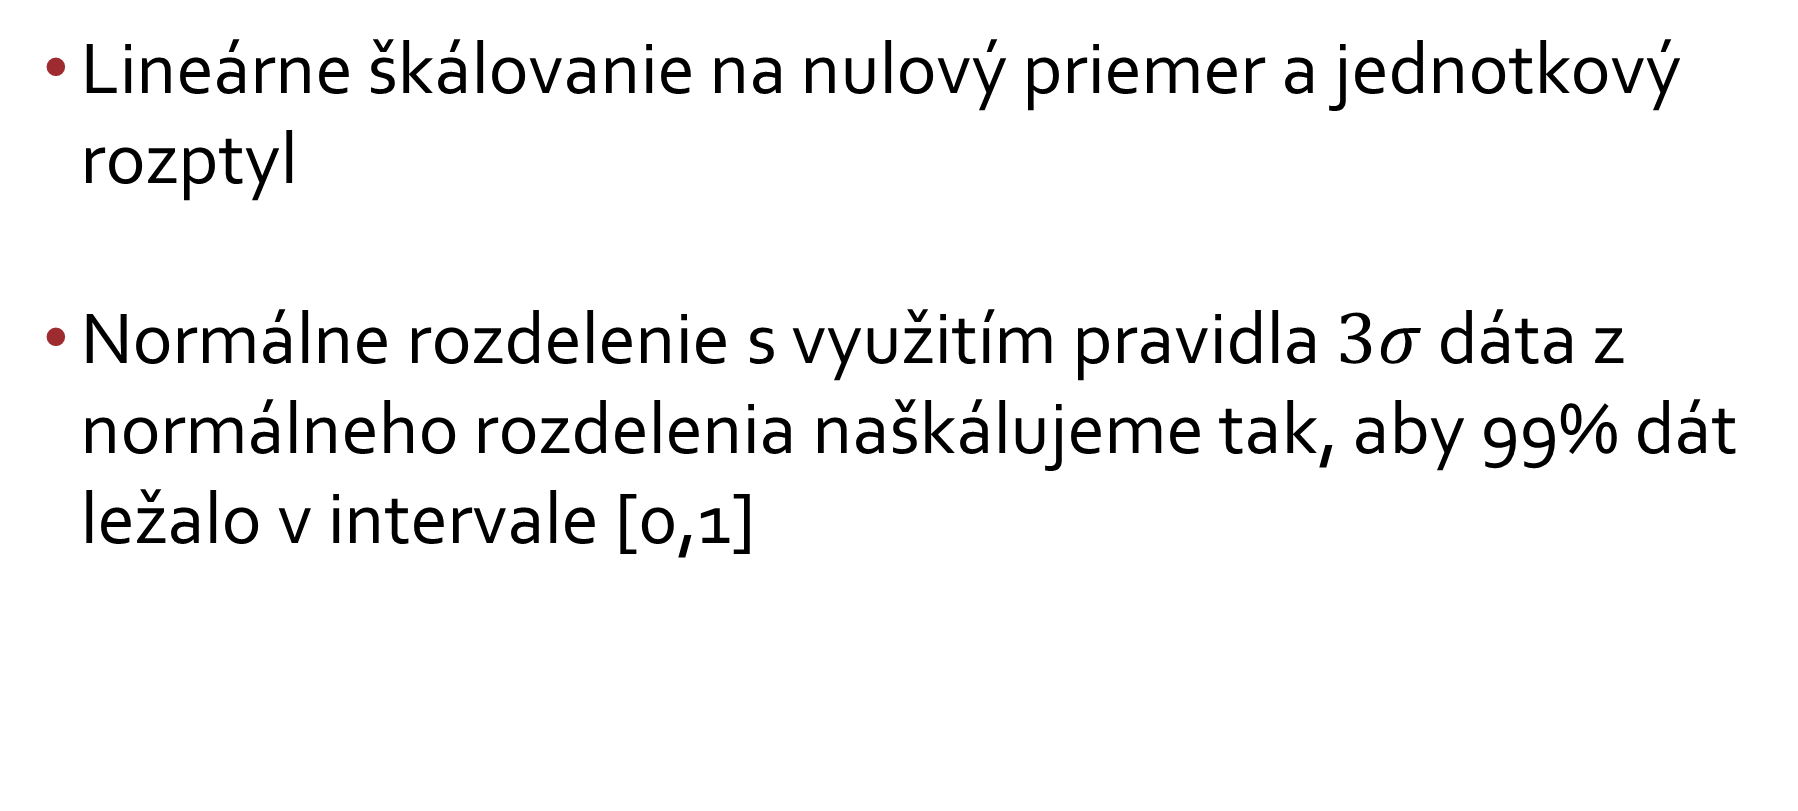 • Lineárne škálovanie na nulový priemer a jednotkový
rozptyl
• Normálne rozdelenie s využitím pravidla 3σ dáta z
normálneho rozdelenia naškálujeme tak, aby 99% dát
ležalo v intervale [0,1]